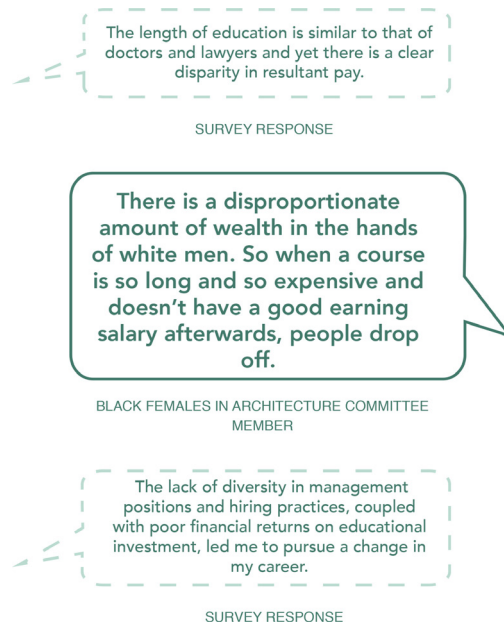 The length of education is similar to that of
doctors and lawyers and yet there is a clear
disparity in resultant pay.
SURVEY RESPONSE
There is a disproportionate
amount of wealth in the hands
of white men. So when a course
is so long and so expensive and
doesn’t have a good earning
salary afterwards, people drop
off.
BLACK FEMALES IN ARCHITECTURE COMMITTEE
MEMBER
The lack of diversity in management
positions and hiring practices, coupled
with poor financial returns on educational
investment, led me to pursue a change in
my career.
SURVEY RESPONSE